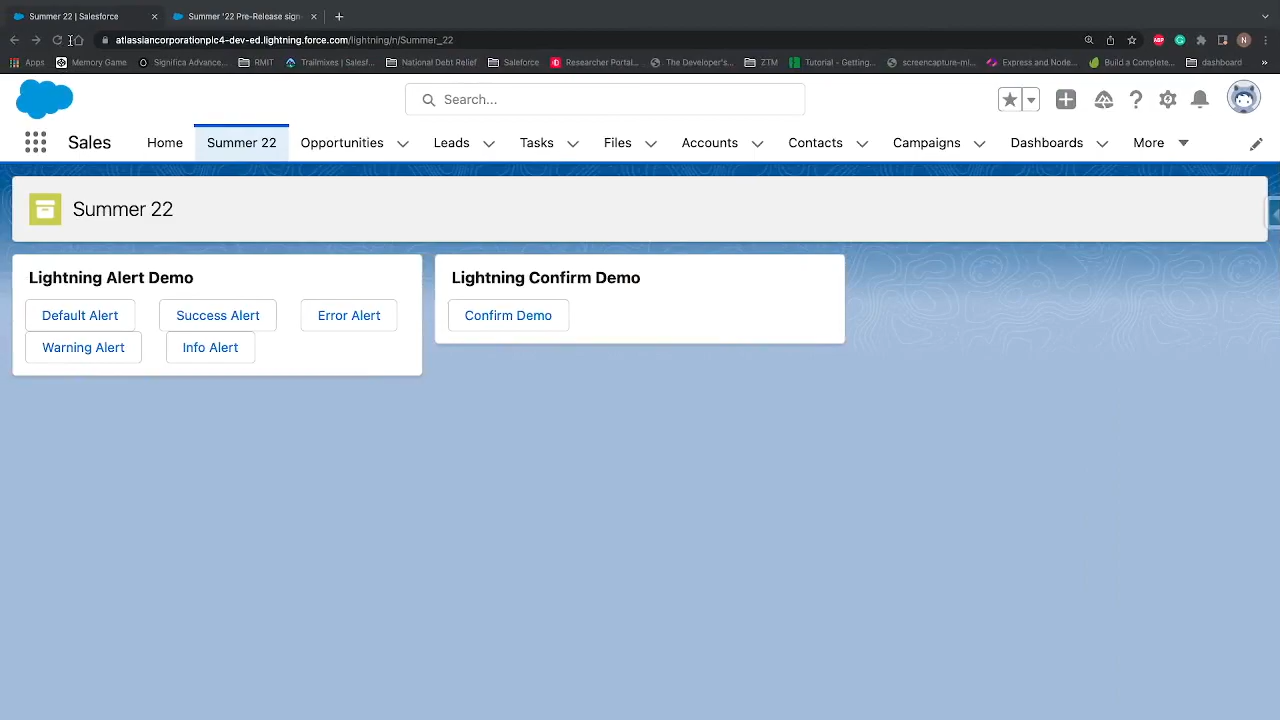 Summer 22 | Salesforce
Summer '22 Pre-Release sign
atlassiancorporationplc4-dev-ed.lightning.force.com/lightning/n/Summer_22
Apps Memory Game Significa Advance... RMIT Trailmixes | Salesf... National Debt Relief Salesforce Researcher Portal... The Developer's... ZTM Tutorial - Getting... screencapture-ml... Express and Node... Build a Complete... dashboard »
Search...
Sales Home Summer 22 Opportunities Leads Tasks Files Accounts Contacts Campaigns Dashboards More
Summer 22
Lightning Alert Demo
Default Alert Success Alert Error Alert
Warning Alert Info Alert
Lightning Confirm Demo
Confirm Demo